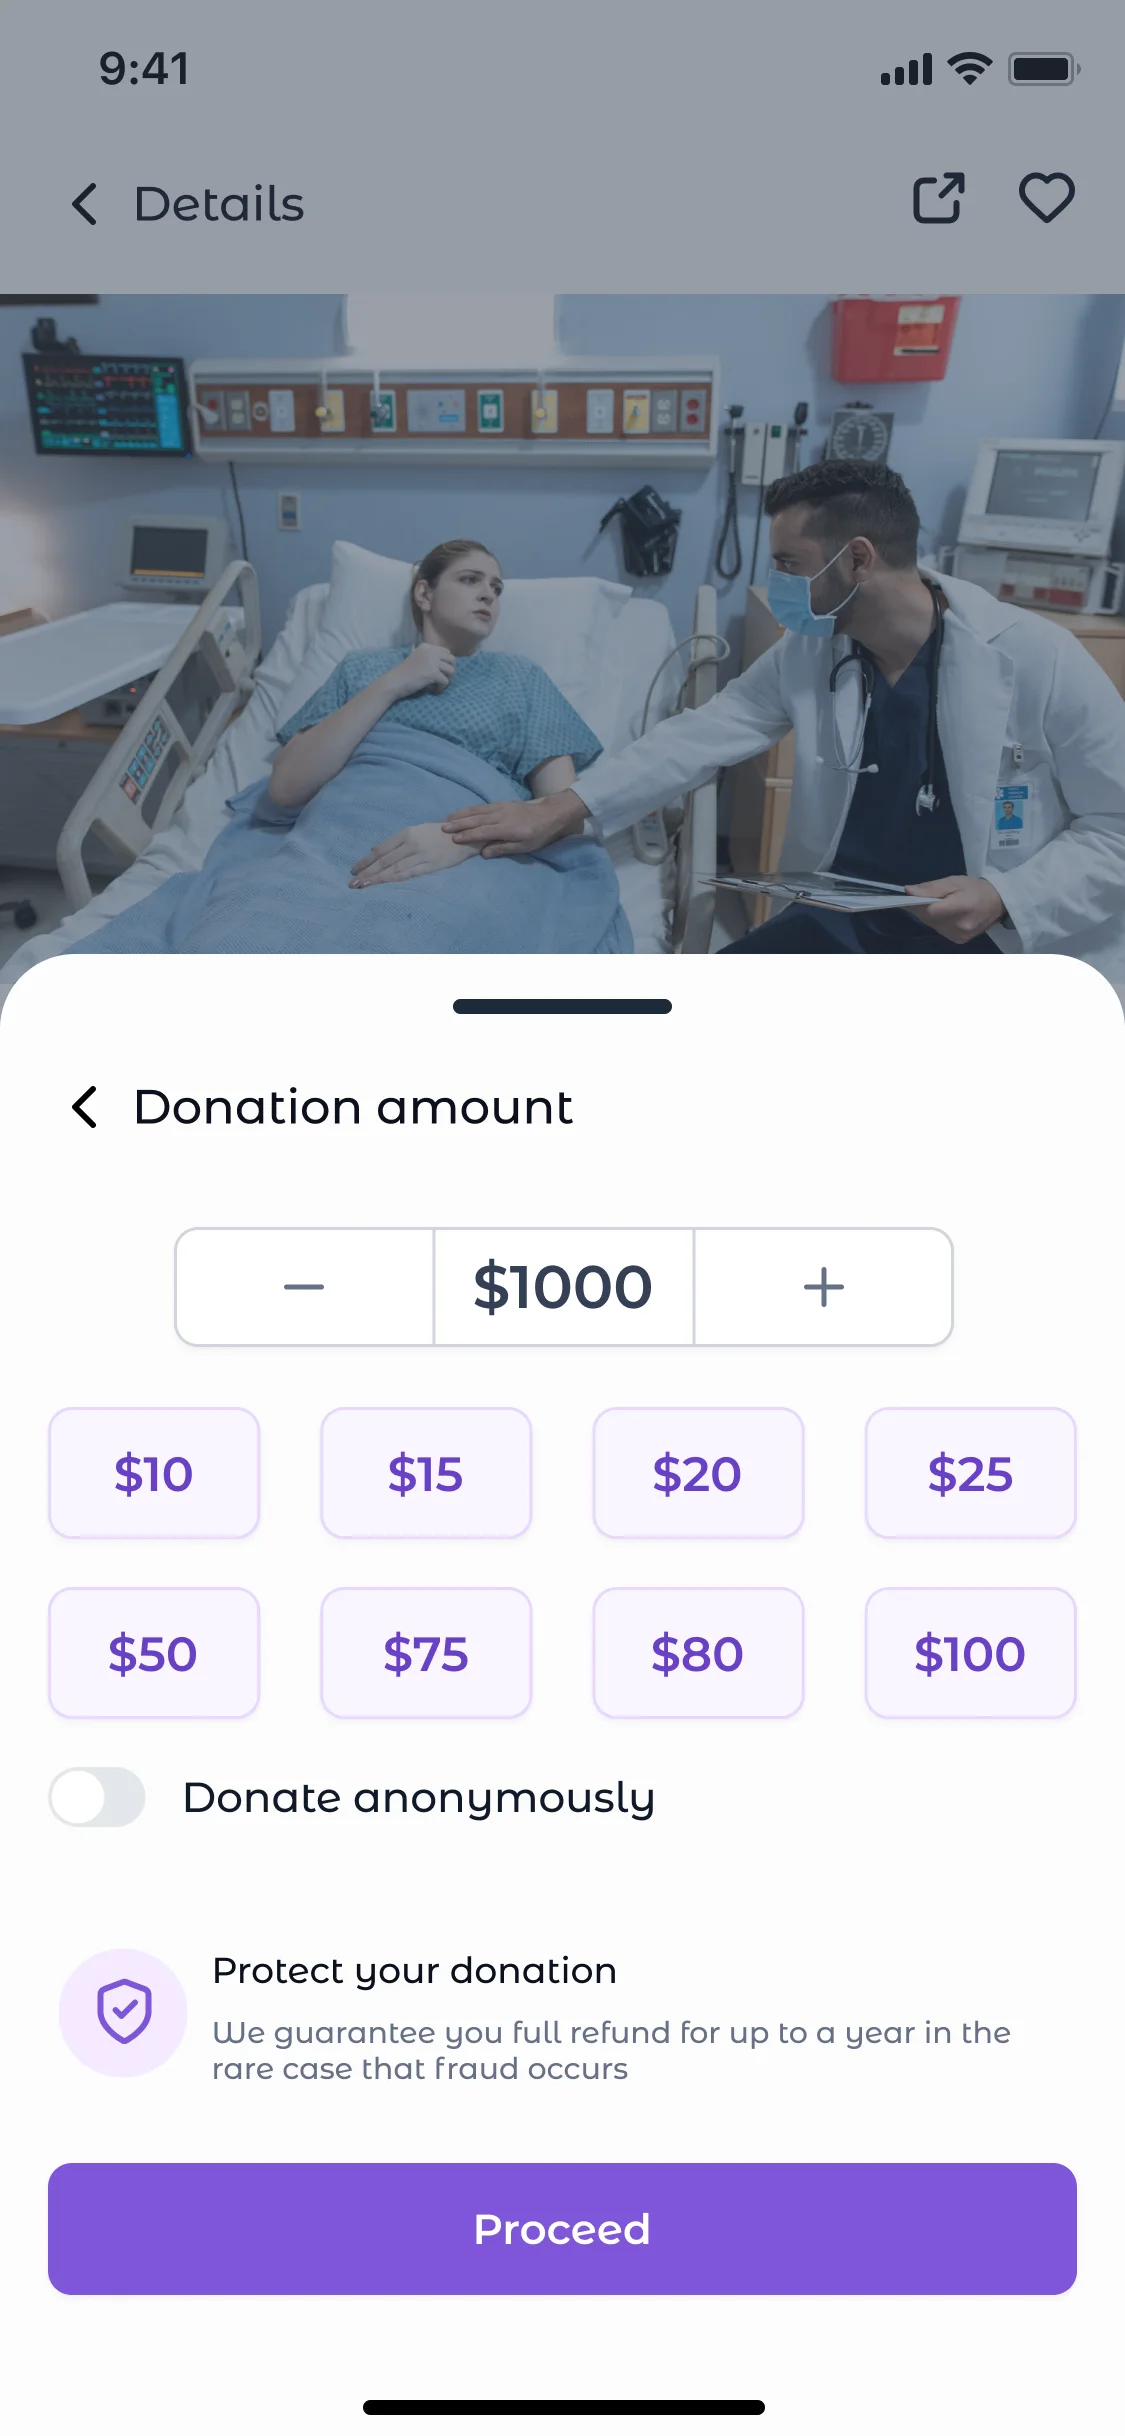 9:41
Details
Donation amount
$1000
$10 $15 $20 $25
$50 $75 $80 $100
Donate anonymously
Protect your donation
We guarantee you full refund for up to a year in the
rare case that fraud occurs
Proceed